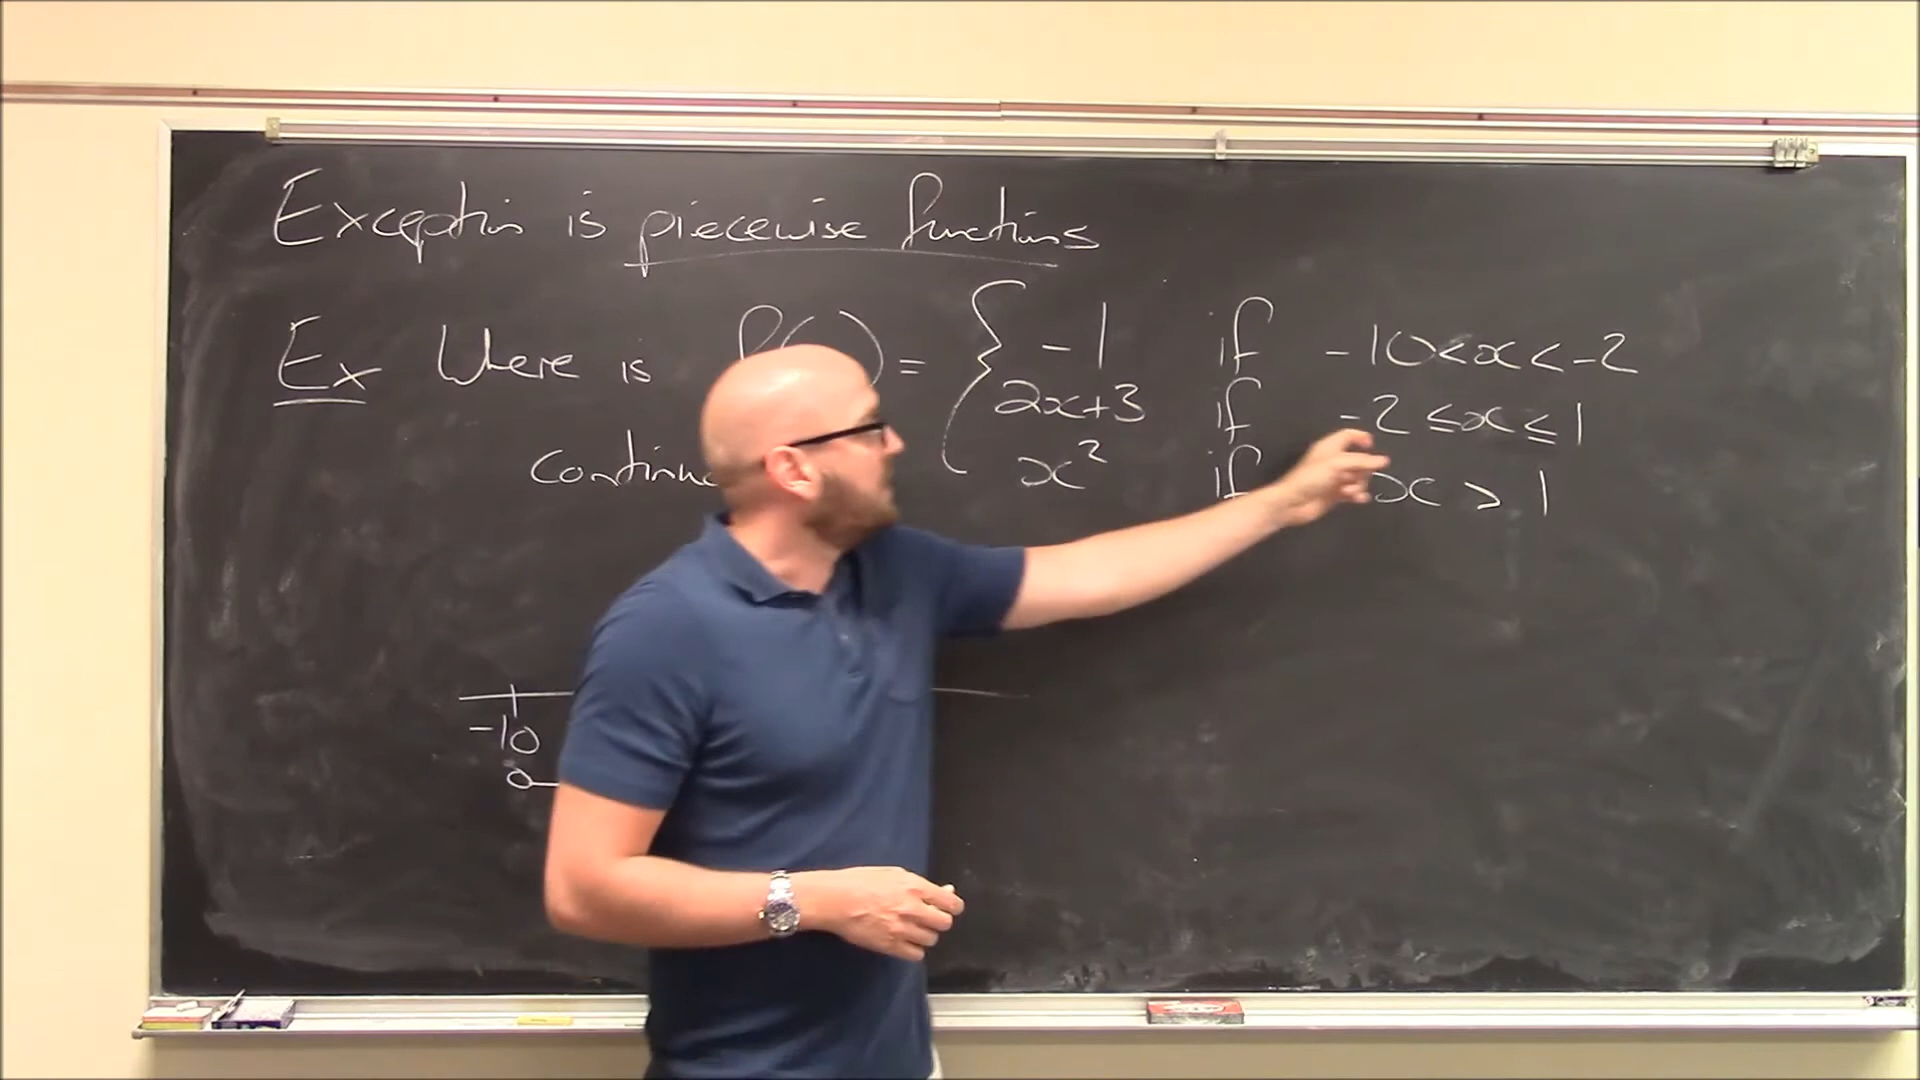 Exception is piecewise functions
Ex Where is f( ) = { -1 if -10<x<-2
2x+3 if -2≤x≤1
continu x² if x > 1
-10